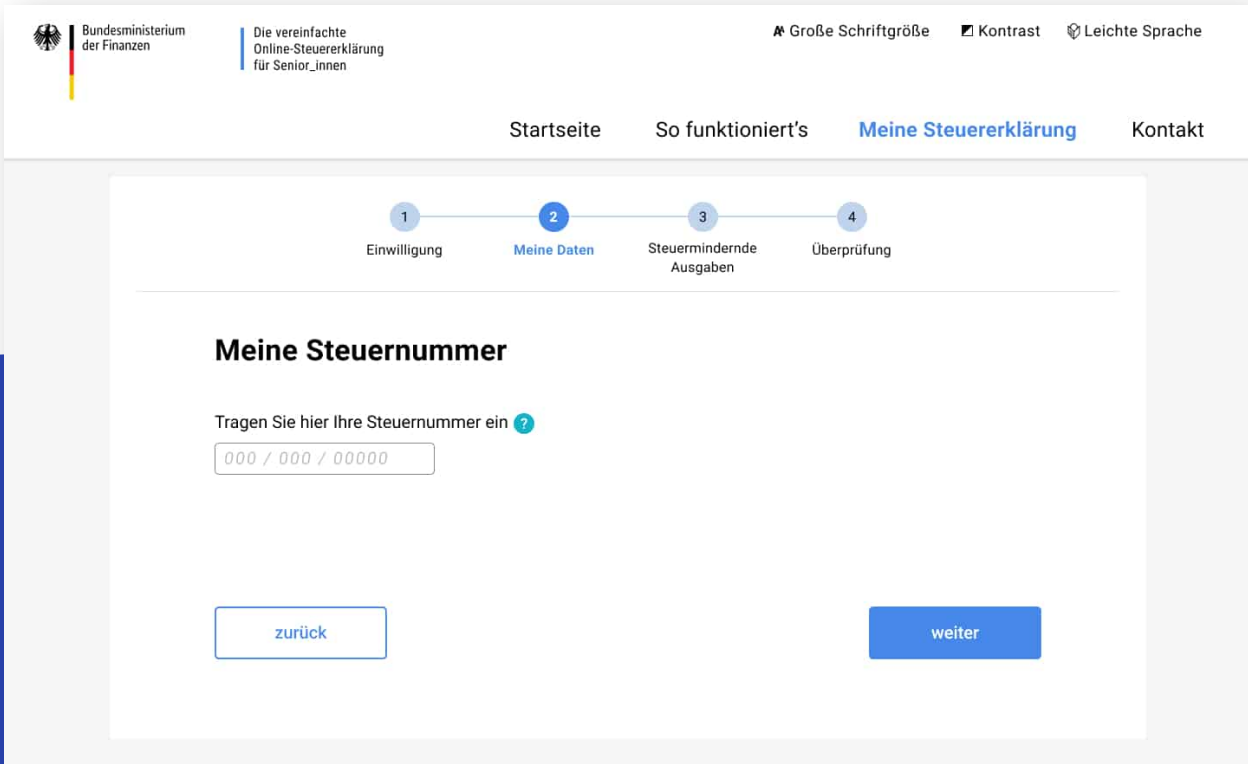 Bundesministerium
der Finanzen
Die vereinfachte
Online-Steuererklärung
für Senior_innen
Große Schriftgröße Kontrast Leichte Sprache
Startseite So funktioniert's Meine Steuererklärung Kontakt
1 2 3 4
Einwilligung Meine Daten Steuermindernde Ausgaben Überprüfung
Meine Steuernummer
Tragen Sie hier Ihre Steuernummer ein ?
000 / 000 / 00000
zurück weiter